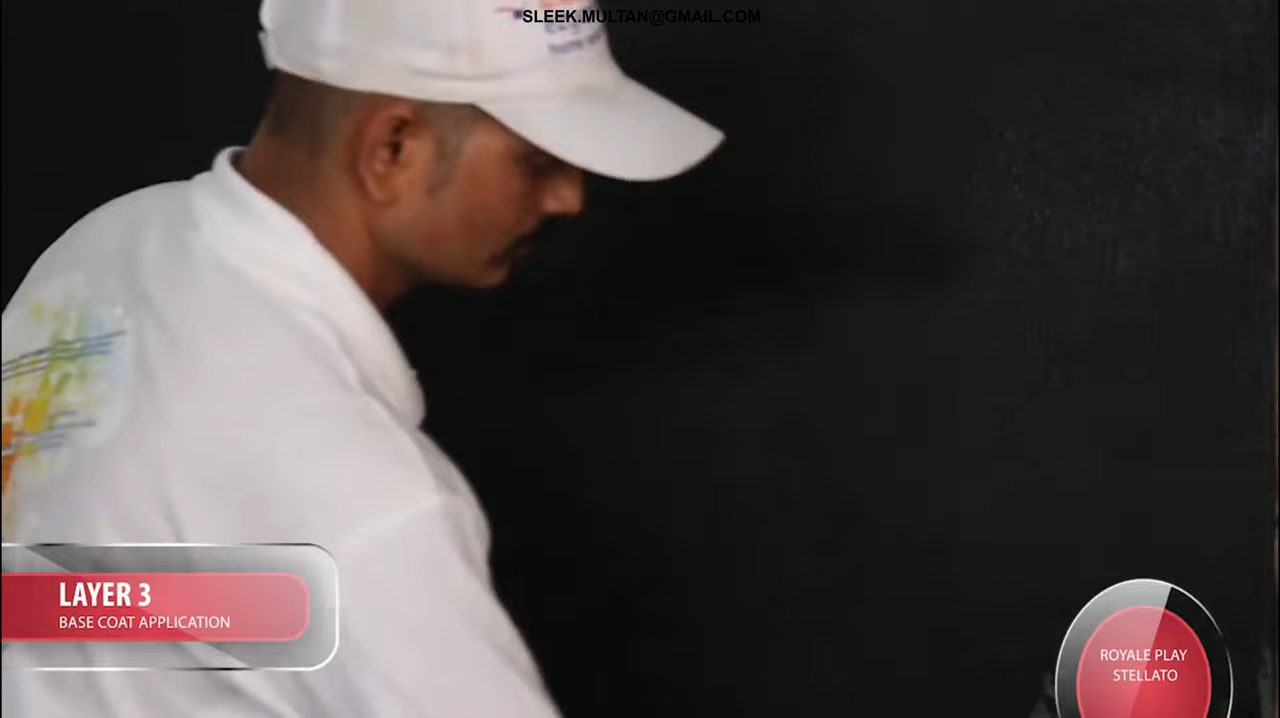 SLEEK.MULTAN@GMAIL.COM
LAYER 3
BASE COAT APPLICATION
ROYALE PLAY
STELLATO